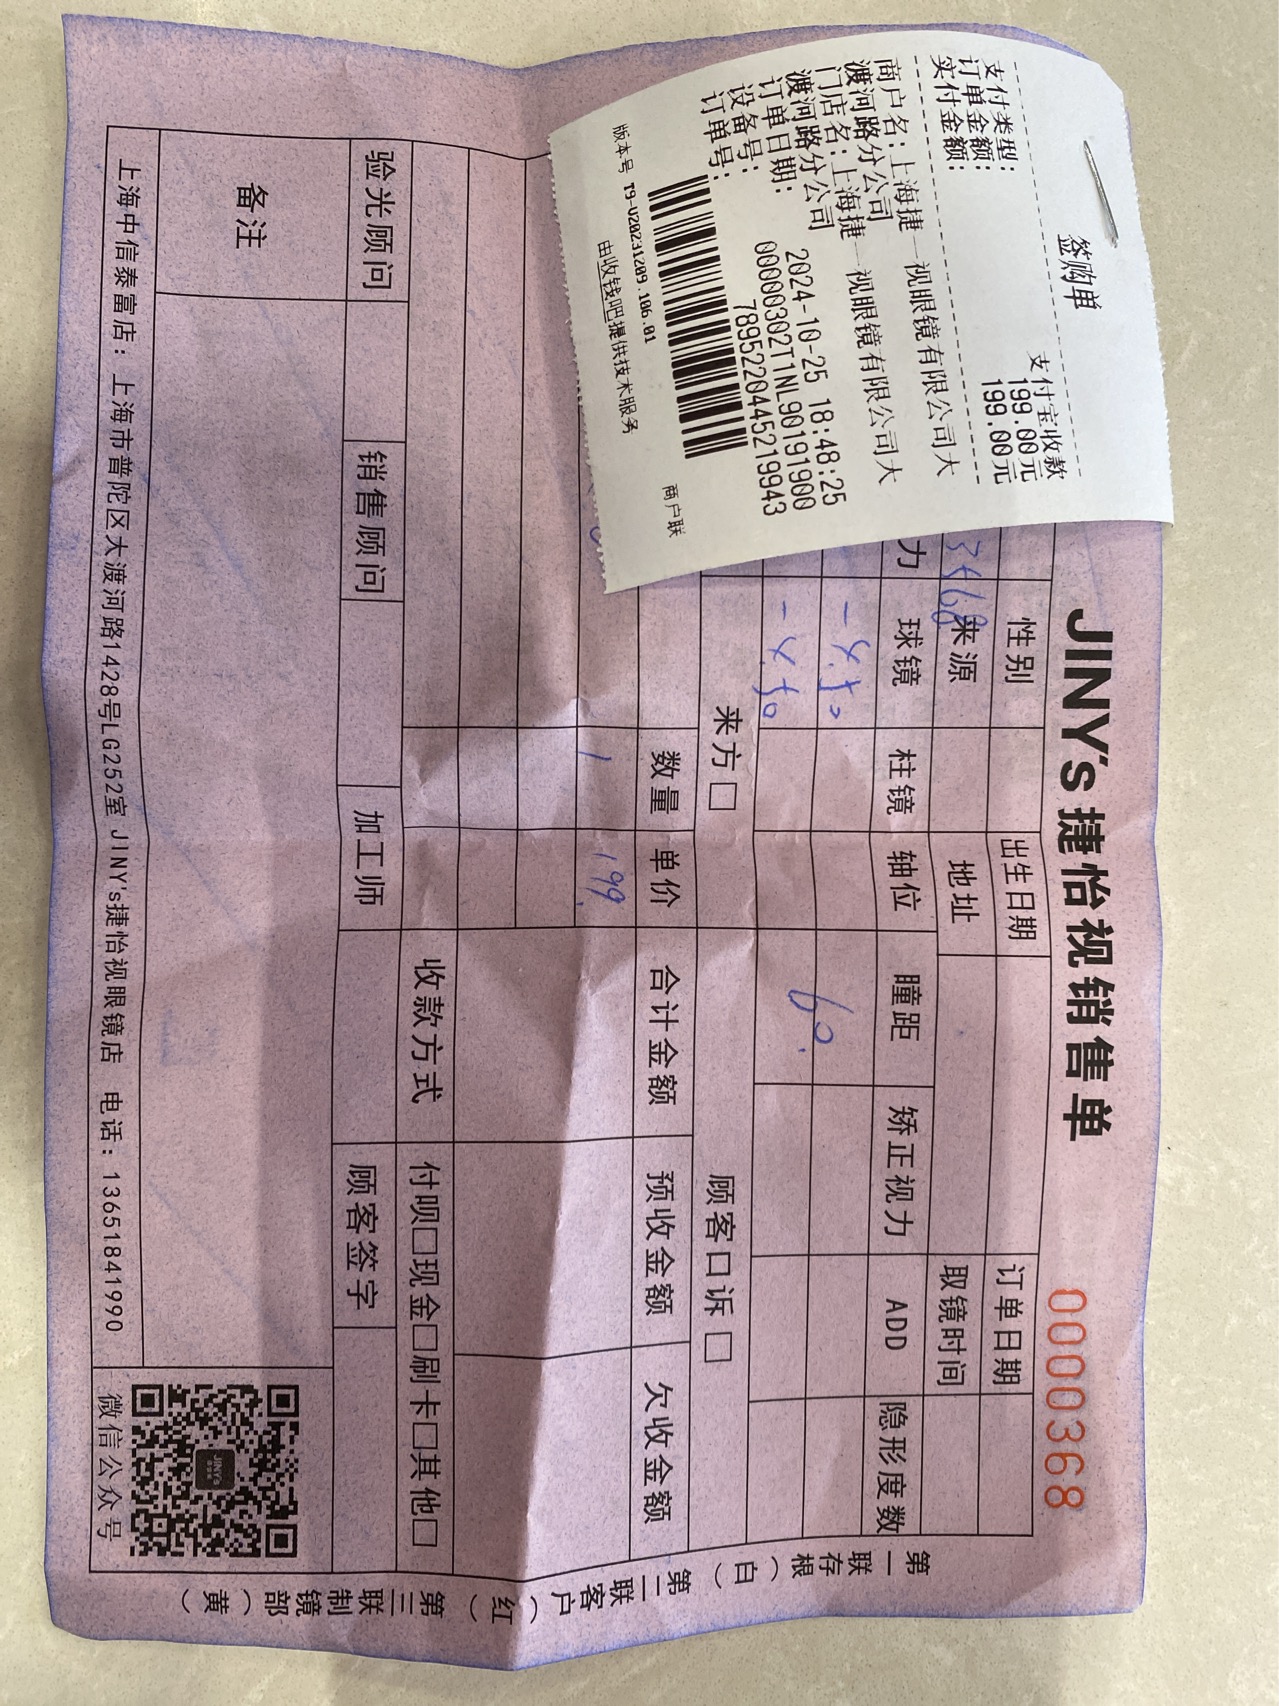 签购单
支付类型： 支付宝收款
订单金额： 199.00元
实付金额： 199.00元
商户名：上海捷一视眼镜有限公司大
渡河路分公司
门店名：上海捷一视眼镜有限公司大
渡河路分公司
订单日期： 2024-10-25 18:48:25
设备号： 00000302T1NL90191900
订单号： 7895220445219943
版本号 T9-V20231209.106.01
由收钱吧提供技术服务
商户联
JINY's捷怡视销售单 0000368
性别 出生日期 订单日期
来源 地址 取镜时间
力 球镜 柱镜 轴位 瞳距 矫正视力 ADD 隐形度数
-4.50
-4.50 60.
来方□ 顾客口诉□
数量 单价 合计金额 预收金额 欠收金额
1 199.
收款方式 付呗□现金□刷卡□其他□
验光顾问 销售顾问 加工师 顾客签字
备注
上海中信泰富店：上海市普陀区大渡河路1428号LG252室 JINY's捷怡视眼镜店 电话：13651841990
JINY's
微信公众号
第一联存根（白）
第二联客户（红）
第三联制镜部（黄）